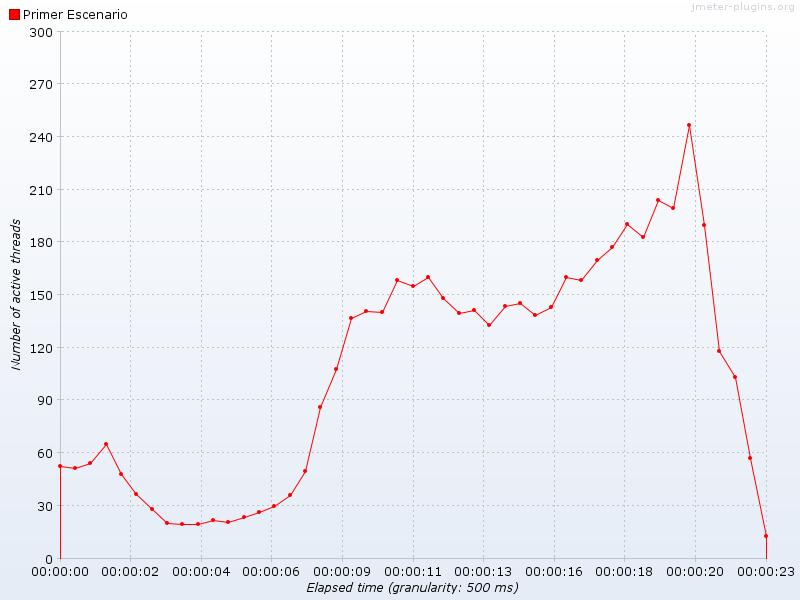 jmeter-plugins.org
Primer Escenario
300
270
240
210
180
150
120
90
60
30
0
Number of active threads
00:00:00 00:00:02 00:00:04 00:00:06 00:00:09 00:00:11 00:00:13 00:00:16 00:00:18 00:00:20 00:00:23
Elapsed time (granularity: 500 ms)